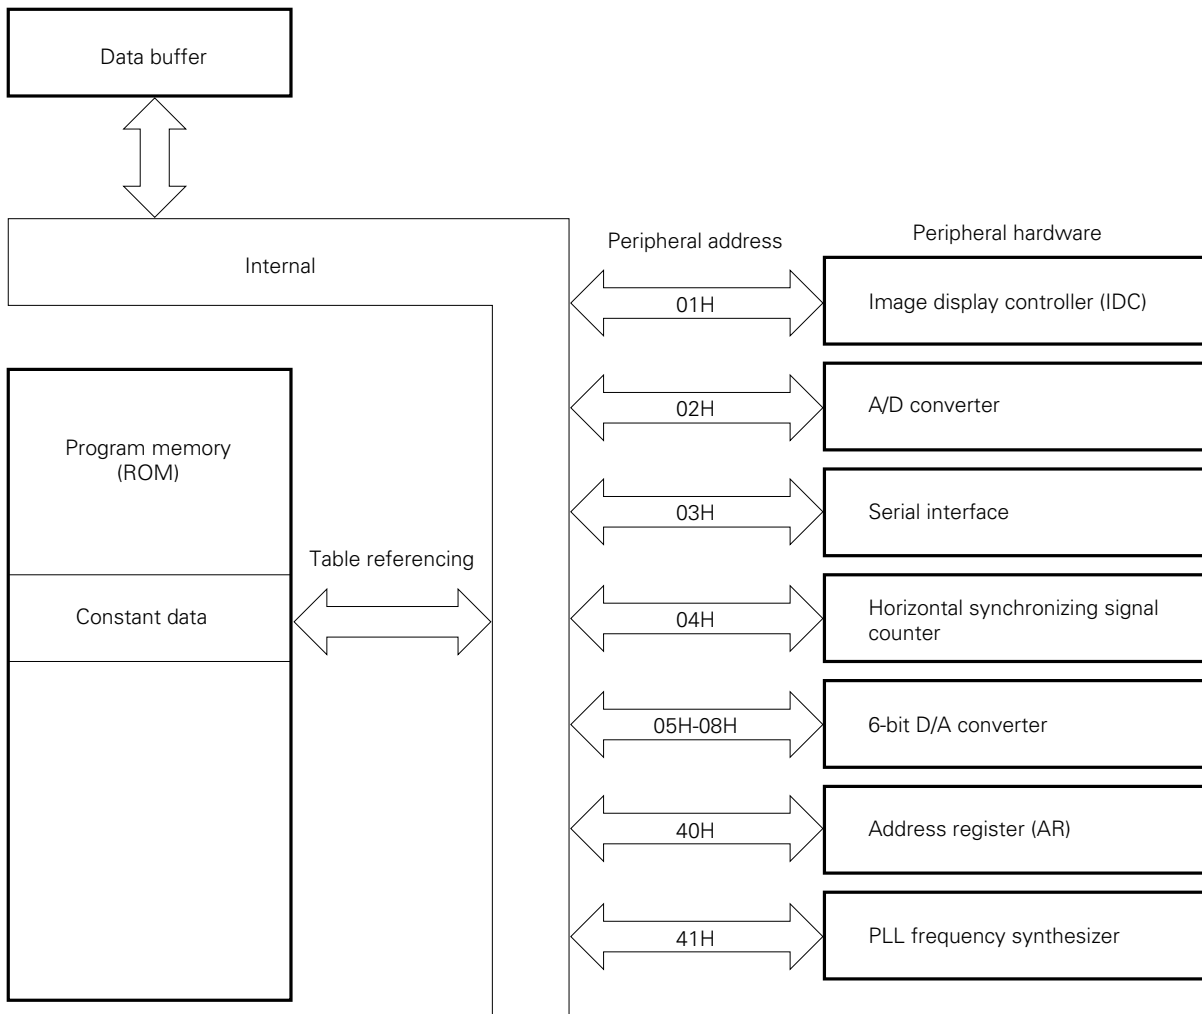 Data buffer
Internal
Peripheral address
Peripheral hardware
01H
Image display controller (IDC)
02H
A/D converter
03H
Serial interface
04H
Horizontal synchronizing signal
counter
05H-08H
6-bit D/A converter
40H
Address register (AR)
41H
PLL frequency synthesizer
Program memory
(ROM)
Table referencing
Constant data